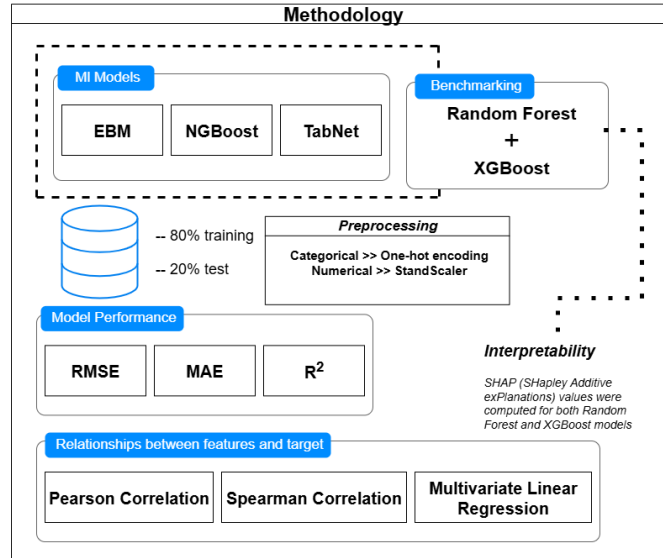 Methodology
MI Models
EBM
NGBoost
TabNet
Benchmarking
Random Forest
+
XGBoost
-- 80% training
-- 20% test
Preprocessing
Categorical >> One-hot encoding
Numerical >> StandScaler
Model Performance
RMSE
MAE
R²
Interpretability
SHAP (SHapley Additive
exPlanations) values were
computed for both Random
Forest and XGBoost models
Relationships between features and target
Pearson Correlation
Spearman Correlation
Multivariate Linear
Regression